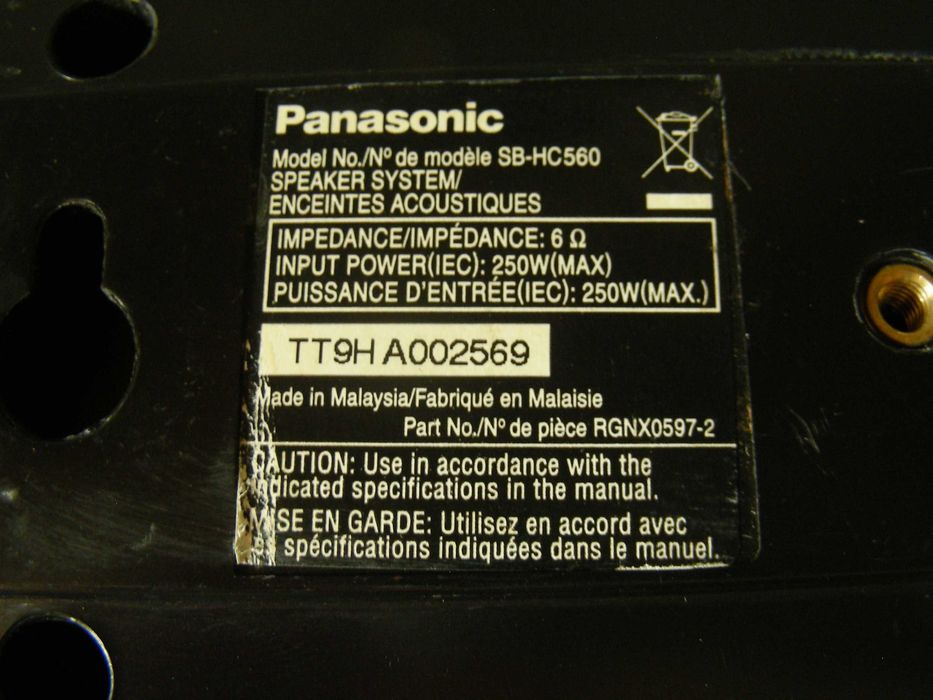 Panasonic
Model No./Nº de modèle SB-HC560
SPEAKER SYSTEM/
ENCEINTES ACOUSTIQUES
IMPEDANCE/IMPÉDANCE: 6 Ω
INPUT POWER(IEC): 250W(MAX)
PUISSANCE D'ENTRÉE(IEC): 250W(MAX.)
TT9H A002569
Made in Malaysia/Fabriqué en Malaisie
Part No./Nº de pièce RGNX0597-2
CAUTION: Use in accordance with the
indicated specifications in the manual.
MISE EN GARDE: Utilisez en accord avec
les spécifications indiquées dans le manuel.